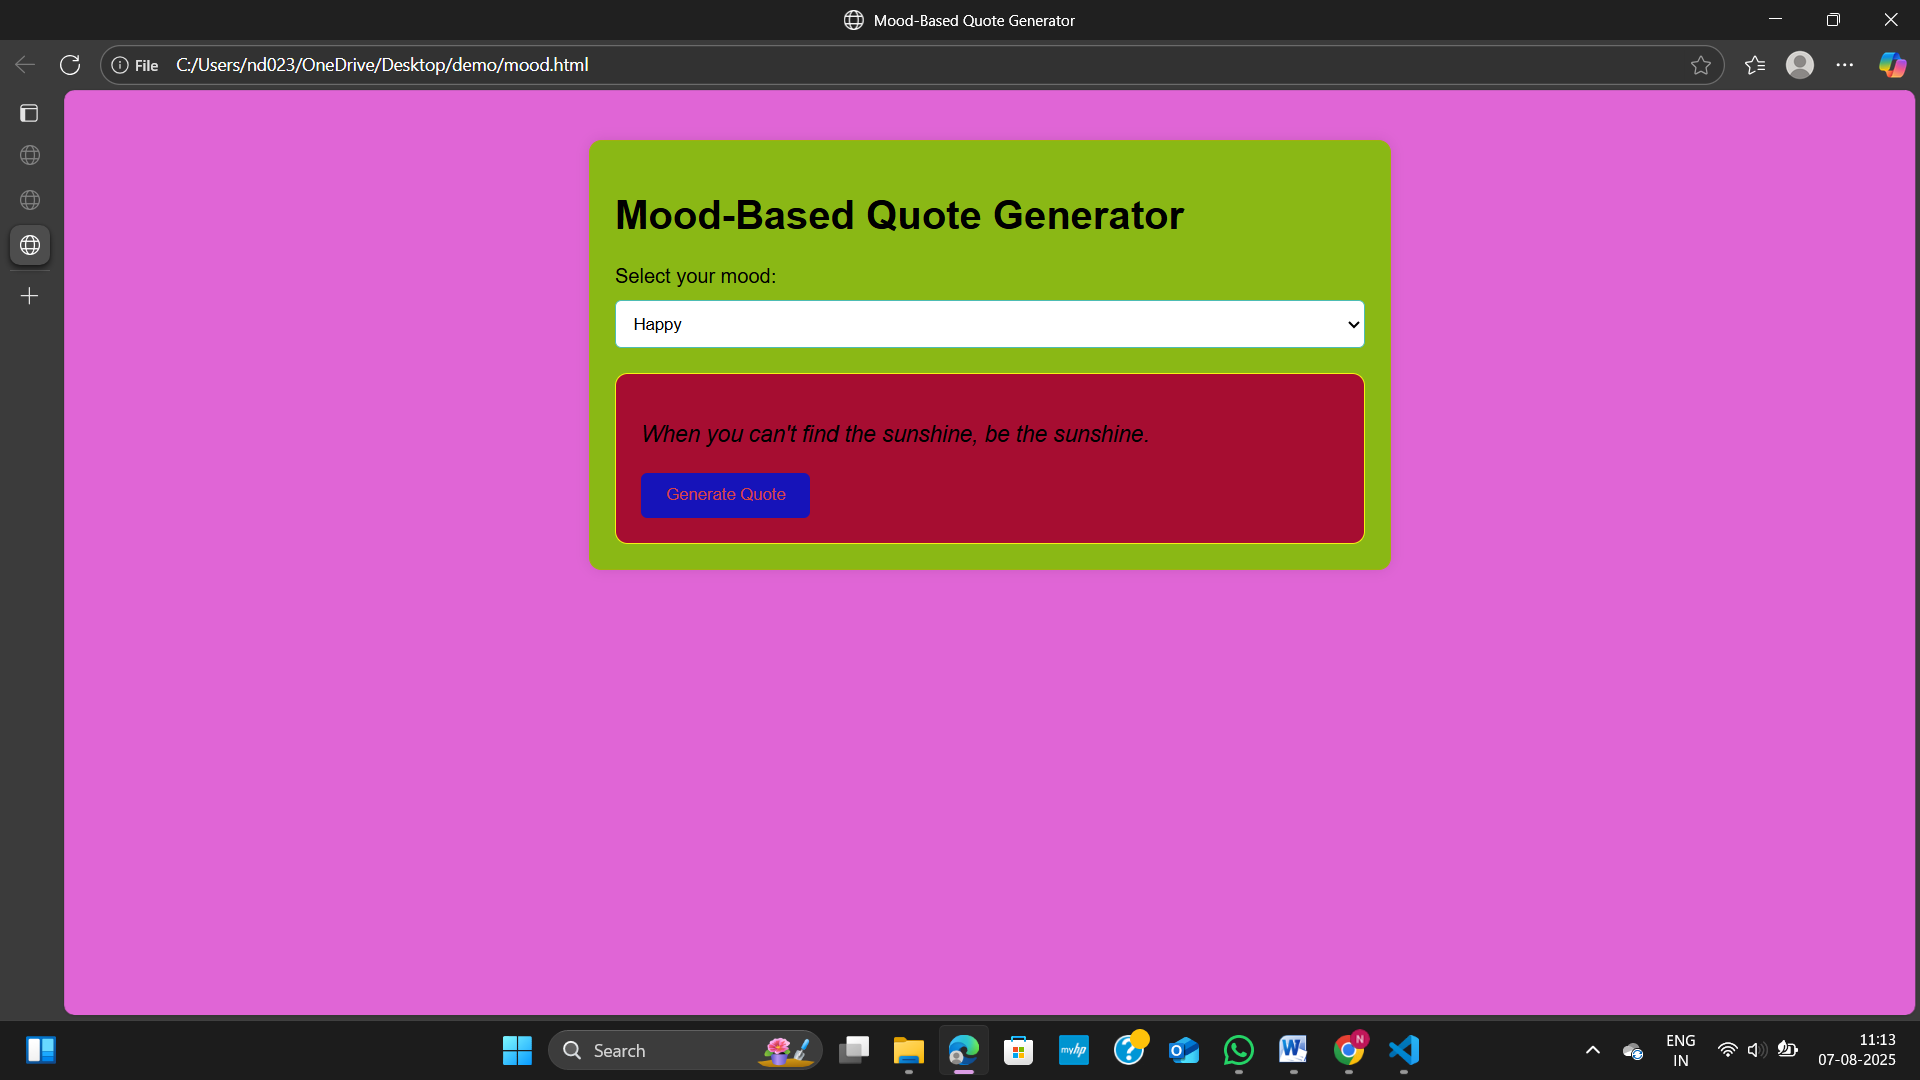 Mood-Based Quote Generator
File C:/Users/nd023/OneDrive/Desktop/demo/mood.html
Mood-Based Quote Generator
Select your mood:
Happy
When you can't find the sunshine, be the sunshine.
Generate Quote
Search
myhp
N
ENG
IN
11:13
07-08-2025